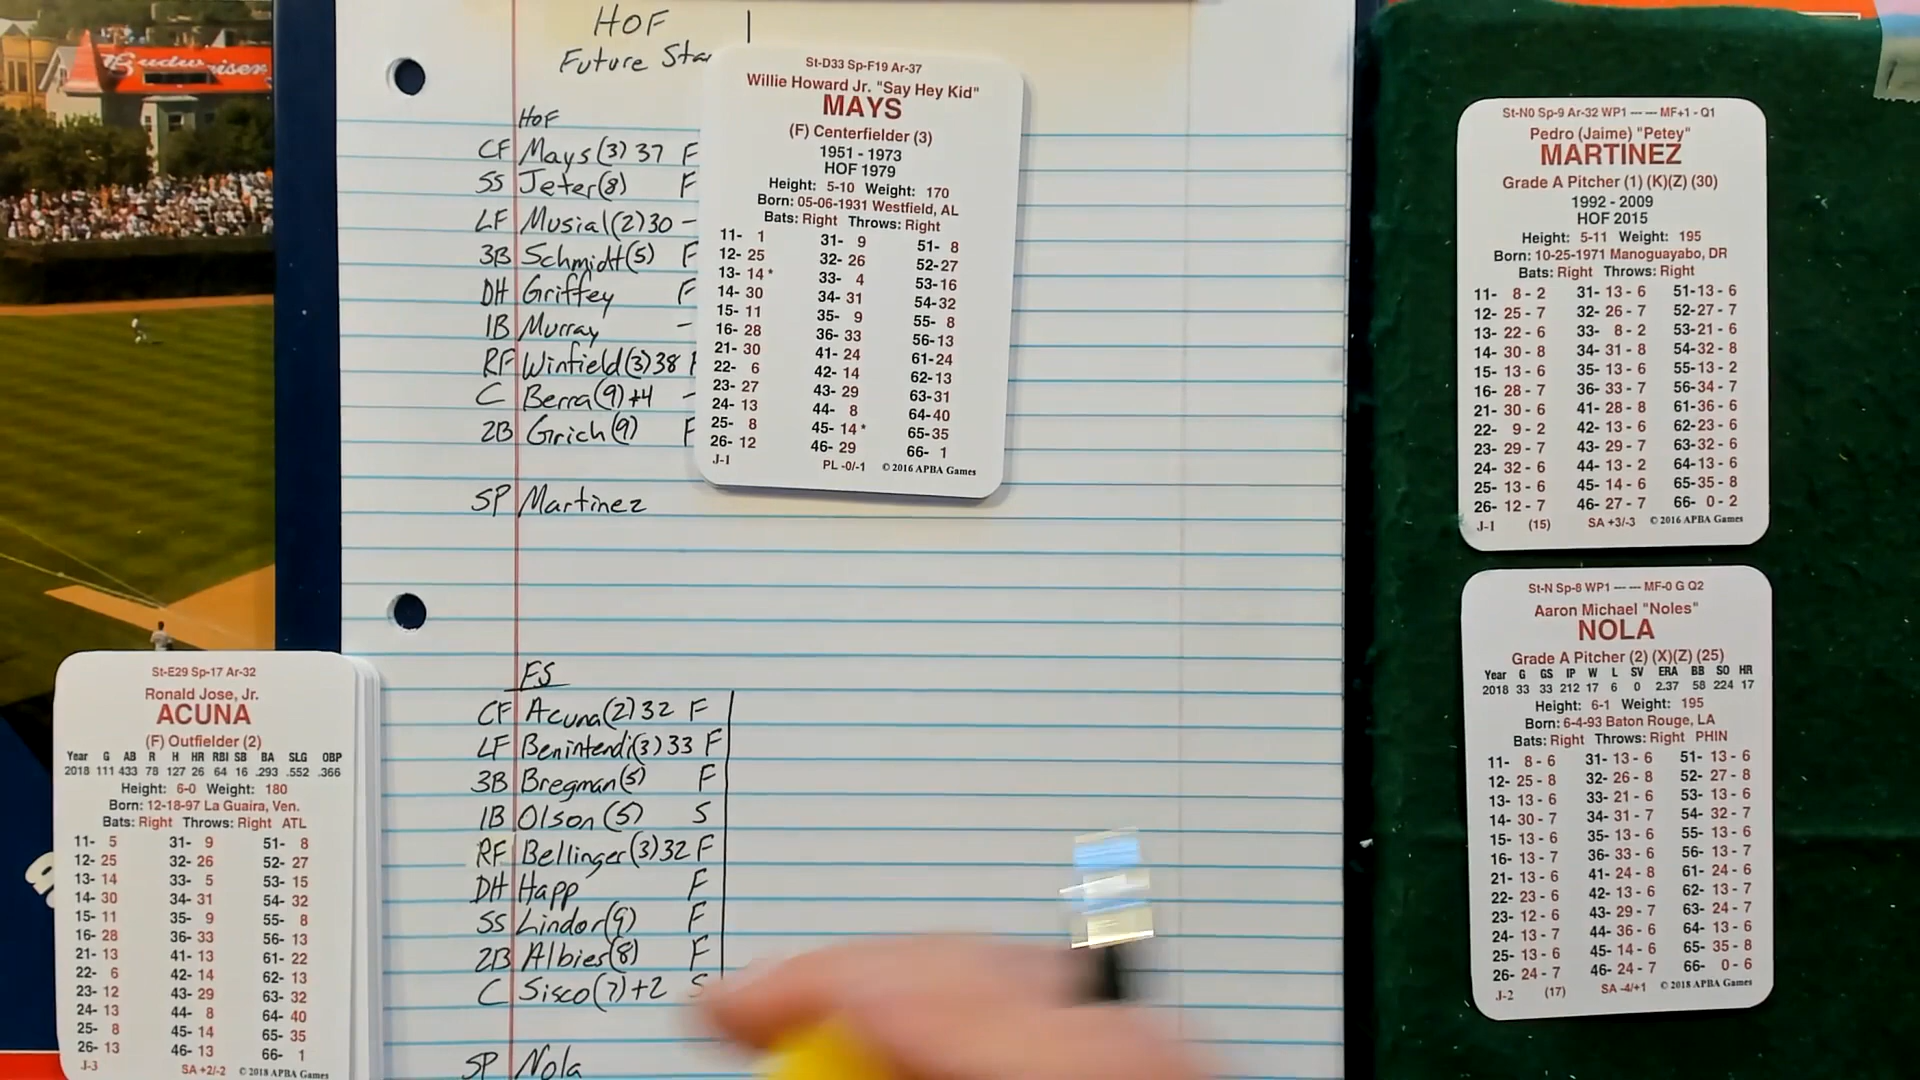 Budweiser
HOF
Future Sta
HOF
CF Mays(3)37 F
SS Jeter(8) F
LF Musial(2)30 -
3B Schmidt(5) F
DH Griffey F
1B Murray -
RF Winfield(3)38
C Berra(9)+4 -
2B Grich(9) F
SP Martinez
FS
CF Acuna(2)32 F
LF Benintendi(3)33 F
3B Bregman(5) F
1B Olson(5) S
RF Bellinger(3)32 F
DH Happ F
SS Lindor(9) F
2B Albies(8) F
C Sisco(7)+2 S
SP Nola
St-D33 Sp-F19 Ar-37
Willie Howard Jr. "Say Hey Kid"
MAYS
(F) Centerfielder (3)
1951 - 1973
HOF 1979
Height: 5-10 Weight: 170
Born: 05-06-1931 Westfield, AL
Bats: Right Throws: Right
11- 1 31- 9 51- 8
12- 25 32- 26 52-27
13- 14* 33- 4 53-16
14- 30 34- 31 54-32
15- 11 35- 9 55- 8
16- 28 36- 33 56-13
21- 30 41- 24 61-24
22- 6 42- 14 62-13
23- 27 43- 29 63-31
24- 13 44- 8 64-40
25- 8 45- 14* 65-35
26- 12 46- 29 66- 1
J-1 PL -0/-1 © 2016 APBA Games
St-N0 Sp-9 Ar-32 WP1 --- --- MF+1 - Q1
Pedro (Jaime) "Petey"
MARTINEZ
Grade A Pitcher (1) (K)(Z) (30)
1992 - 2009
HOF 2015
Height: 5-11 Weight: 195
Born: 10-25-1971 Manoguayabo, DR
Bats: Right Throws: Right
11- 8 - 2 31- 13 - 6 51-13 - 6
12- 25 - 7 32- 26 - 7 52-27 - 7
13- 22 - 6 33- 8 - 2 53-21 - 6
14- 30 - 8 34- 31 - 8 54-32 - 8
15- 13 - 6 35- 13 - 6 55-13 - 2
16- 28 - 7 36- 33 - 7 56-34 - 7
21- 30 - 6 41- 28 - 8 61-36 - 6
22- 9 - 2 42- 13 - 6 62-23 - 6
23- 29 - 7 43- 29 - 7 63-32 - 6
24- 32 - 6 44- 13 - 2 64-13 - 6
25- 13 - 6 45- 14 - 6 65-35 - 8
26- 12 - 7 46- 27 - 7 66- 0 - 2
J-1 (15) SA +3/-3 © 2016 APBA Games
St-N Sp-8 WP1 --- --- MF-0 G Q2
Aaron Michael "Noles"
NOLA
Grade A Pitcher (2) (X)(Z) (25)
Year G GS IP W L SV ERA BB SO HR
2018 33 33 212 17 6 0 2.37 58 224 17
Height: 6-1 Weight: 195
Born: 6-4-93 Baton Rouge, LA
Bats: Right Throws: Right PHIN
11- 8 - 6 31- 13 - 6 51- 13 - 6
12- 25 - 8 32- 26 - 8 52- 27 - 8
13- 13 - 6 33- 21 - 6 53- 13 - 6
14- 30 - 7 34- 31 - 7 54- 32 - 7
15- 13 - 6 35- 13 - 6 55- 13 - 6
16- 13 - 7 36- 33 - 6 56- 13 - 7
21- 13 - 6 41- 24 - 8 61- 24 - 6
22- 23 - 6 42- 13 - 6 62- 13 - 7
23- 12 - 6 43- 29 - 7 63- 24 - 7
24- 13 - 7 44- 36 - 6 64- 13 - 6
25- 13 - 6 45- 14 - 6 65- 35 - 8
26- 24 - 7 46- 24 - 7 66- 0 - 6
J-2 (17) SA -4/+1 © 2018 APBA Games
St-E29 Sp-17 Ar-32
Ronald Jose, Jr.
ACUNA
(F) Outfielder (2)
Year G AB R H HR RBI SB BA SLG OBP
2018 111 433 78 127 26 64 16 .293 .552 .366
Height: 6-0 Weight: 180
Born: 12-18-97 La Guaira, Ven.
Bats: Right Throws: Right ATL
11- 5 31- 9 51- 8
12- 25 32- 26 52- 27
13- 14 33- 5 53- 15
14- 30 34- 31 54- 32
15- 11 35- 9 55- 8
16- 28 36- 33 56- 13
21- 13 41- 13 61- 22
22- 6 42- 14 62- 13
23- 12 43- 29 63- 32
24- 13 44- 8 64- 40
25- 8 45- 14 65- 35
26- 13 46- 13 66- 1
J-3 SA +2/-2 © 2018 APBA Games